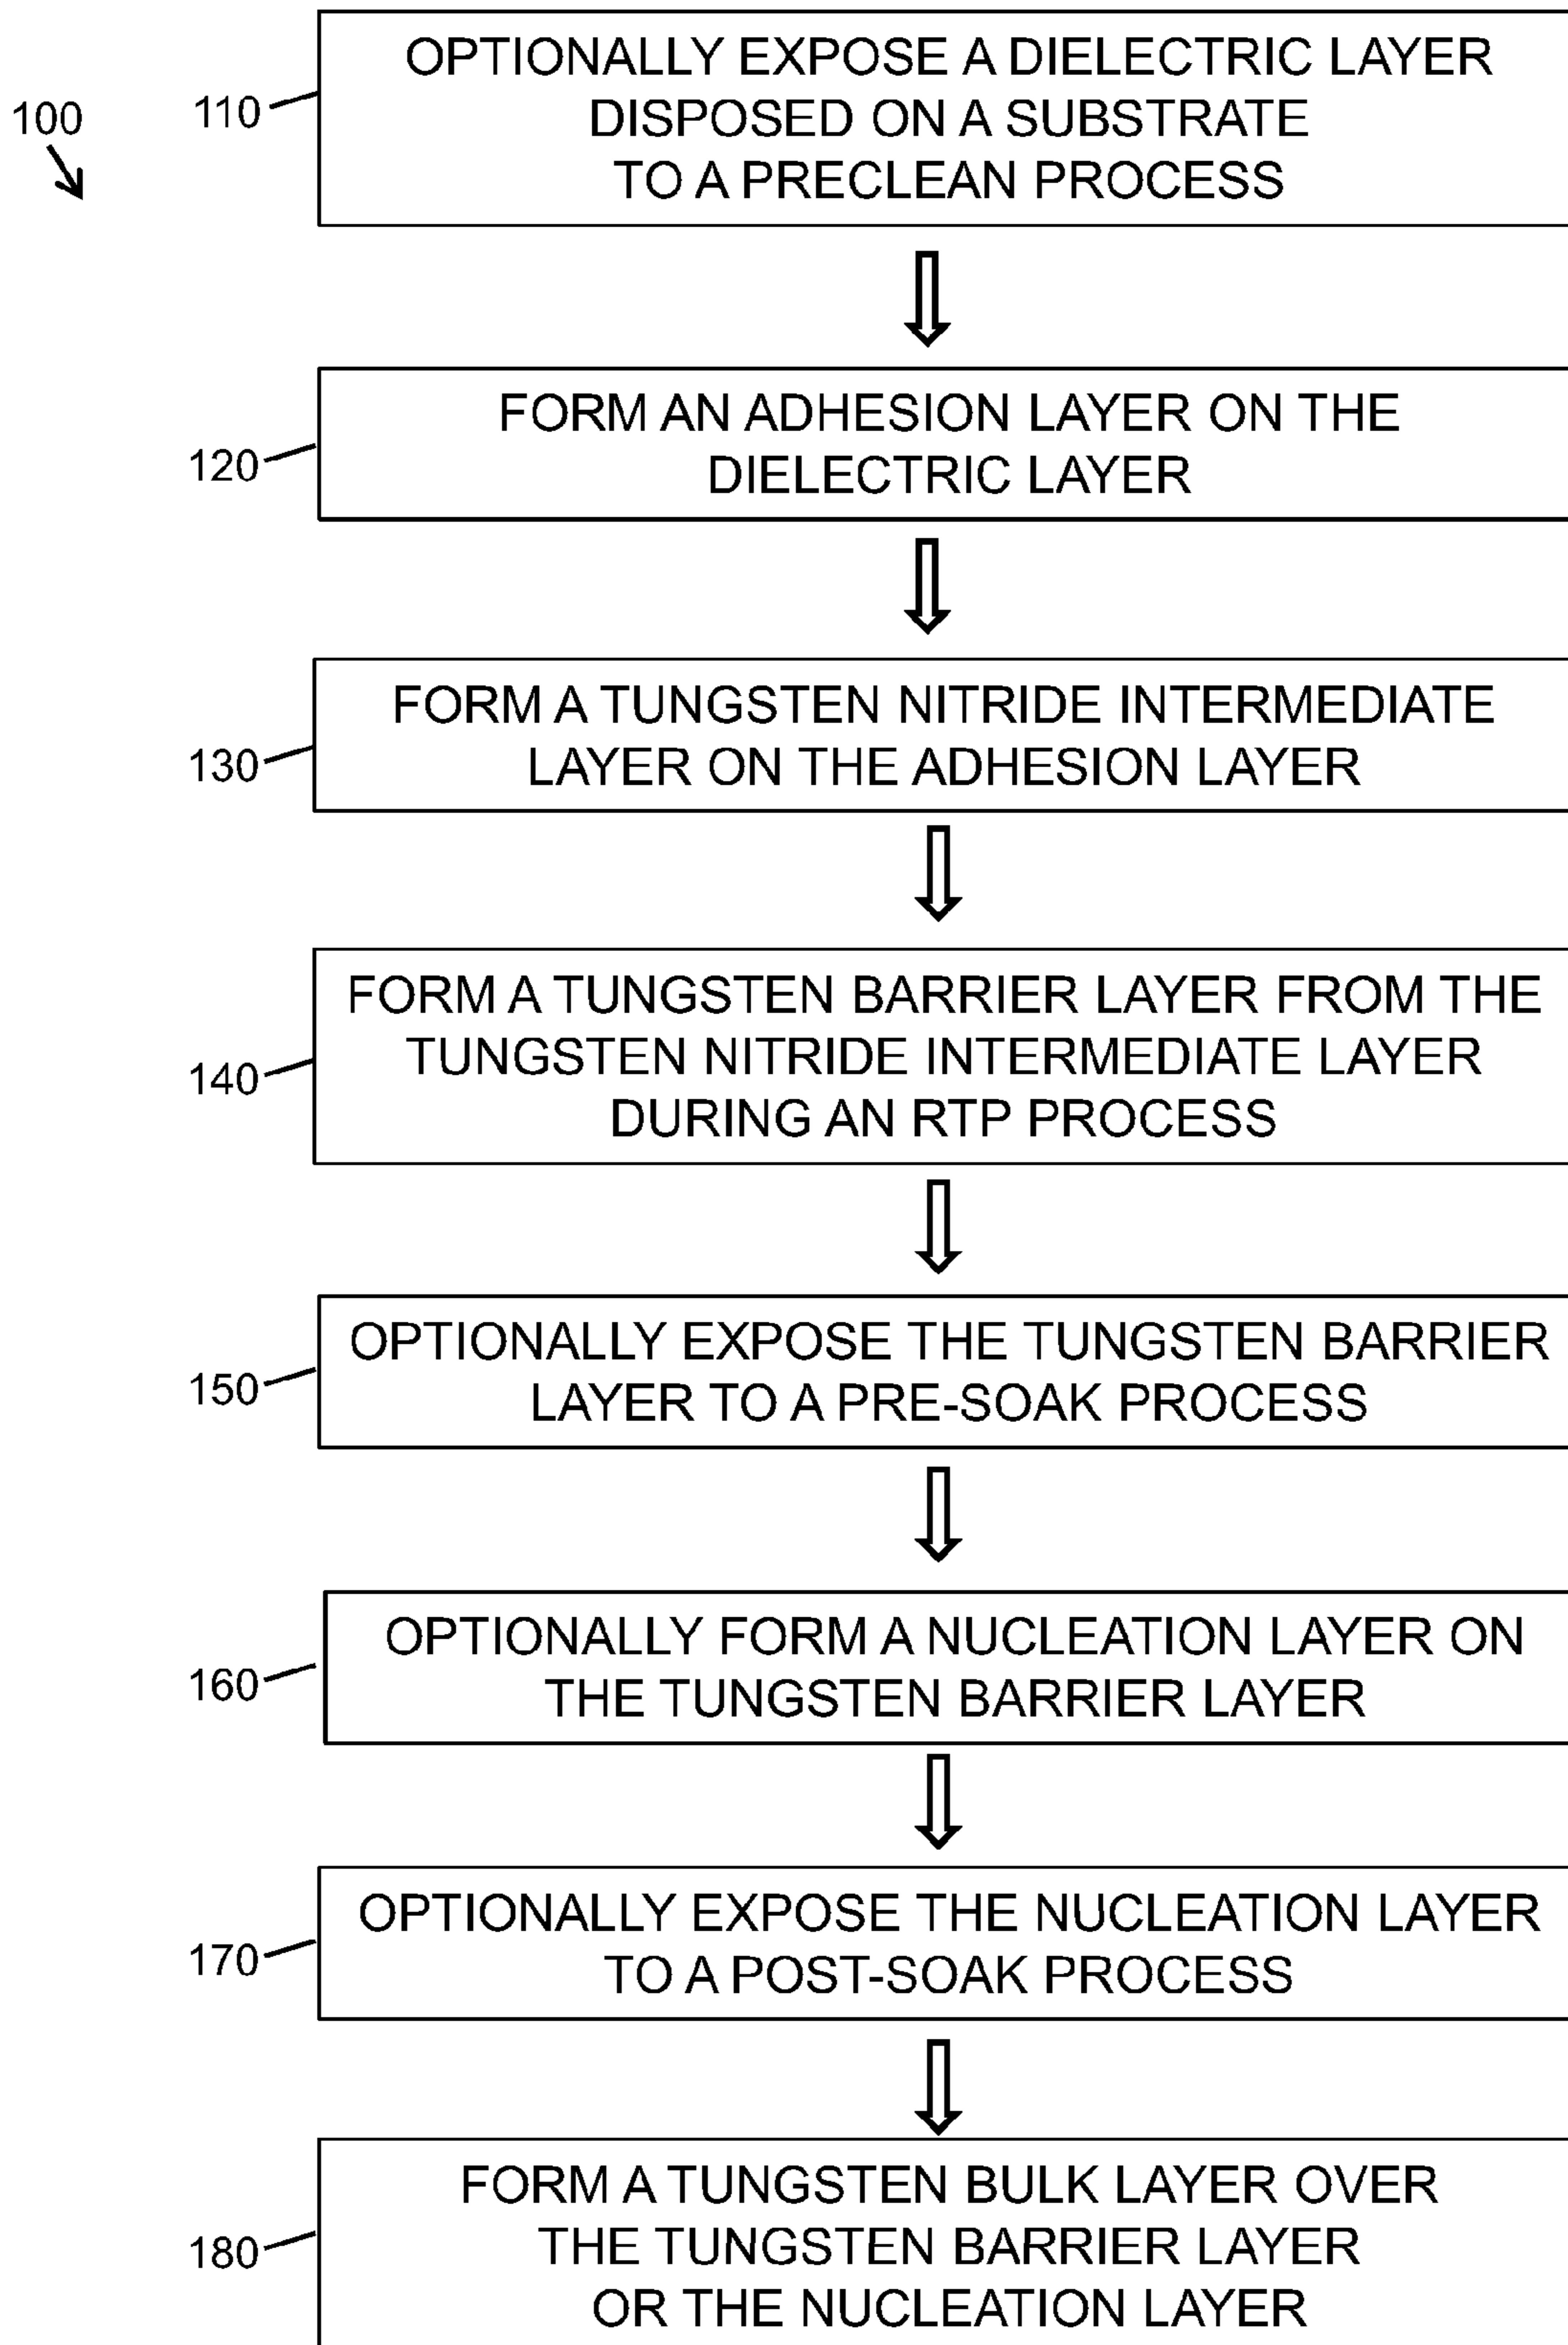 100
110
OPTIONALLY EXPOSE A DIELECTRIC LAYER
DISPOSED ON A SUBSTRATE
TO A PRECLEAN PROCESS
120
FORM AN ADHESION LAYER ON THE
DIELECTRIC LAYER
130
FORM A TUNGSTEN NITRIDE INTERMEDIATE
LAYER ON THE ADHESION LAYER
140
FORM A TUNGSTEN BARRIER LAYER FROM THE
TUNGSTEN NITRIDE INTERMEDIATE LAYER
DURING AN RTP PROCESS
150
OPTIONALLY EXPOSE THE TUNGSTEN BARRIER
LAYER TO A PRE-SOAK PROCESS
160
OPTIONALLY FORM A NUCLEATION LAYER ON
THE TUNGSTEN BARRIER LAYER
170
OPTIONALLY EXPOSE THE NUCLEATION LAYER
TO A POST-SOAK PROCESS
180
FORM A TUNGSTEN BULK LAYER OVER
THE TUNGSTEN BARRIER LAYER
OR THE NUCLEATION LAYER